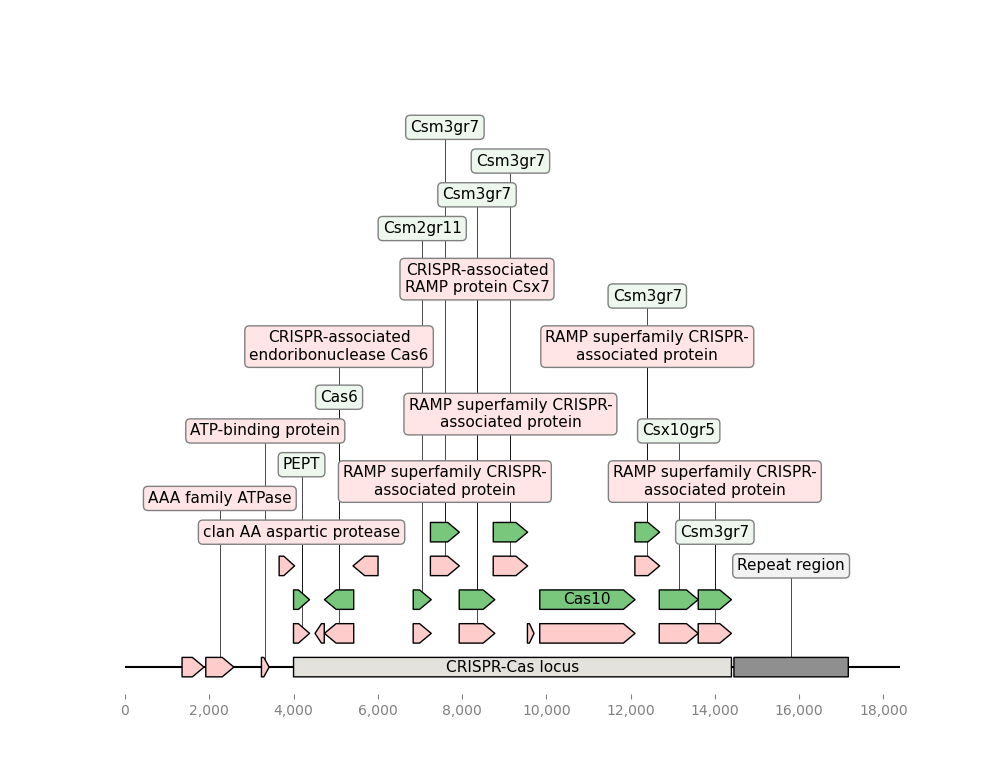 Csm3gr7
Csm3gr7
Csm3gr7
Csm2gr11
CRISPR-associated
RAMP protein Csx7
Csm3gr7
CRISPR-associated
endoribonuclease Cas6
RAMP superfamily CRISPR-
associated protein
Cas6
RAMP superfamily CRISPR-
associated protein
ATP-binding protein
Csx10gr5
PEPT
RAMP superfamily CRISPR-
associated protein
RAMP superfamily CRISPR-
associated protein
AAA family ATPase
clan AA aspartic protease
Csm3gr7
Repeat region
Cas10
CRISPR-Cas locus
0
2,000
4,000
6,000
8,000
10,000
12,000
14,000
16,000
18,000